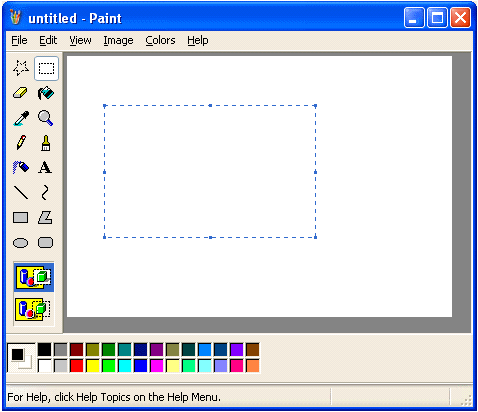 untitled - Paint
File Edit View Image Colors Help
A
For Help, click Help Topics on the Help Menu.